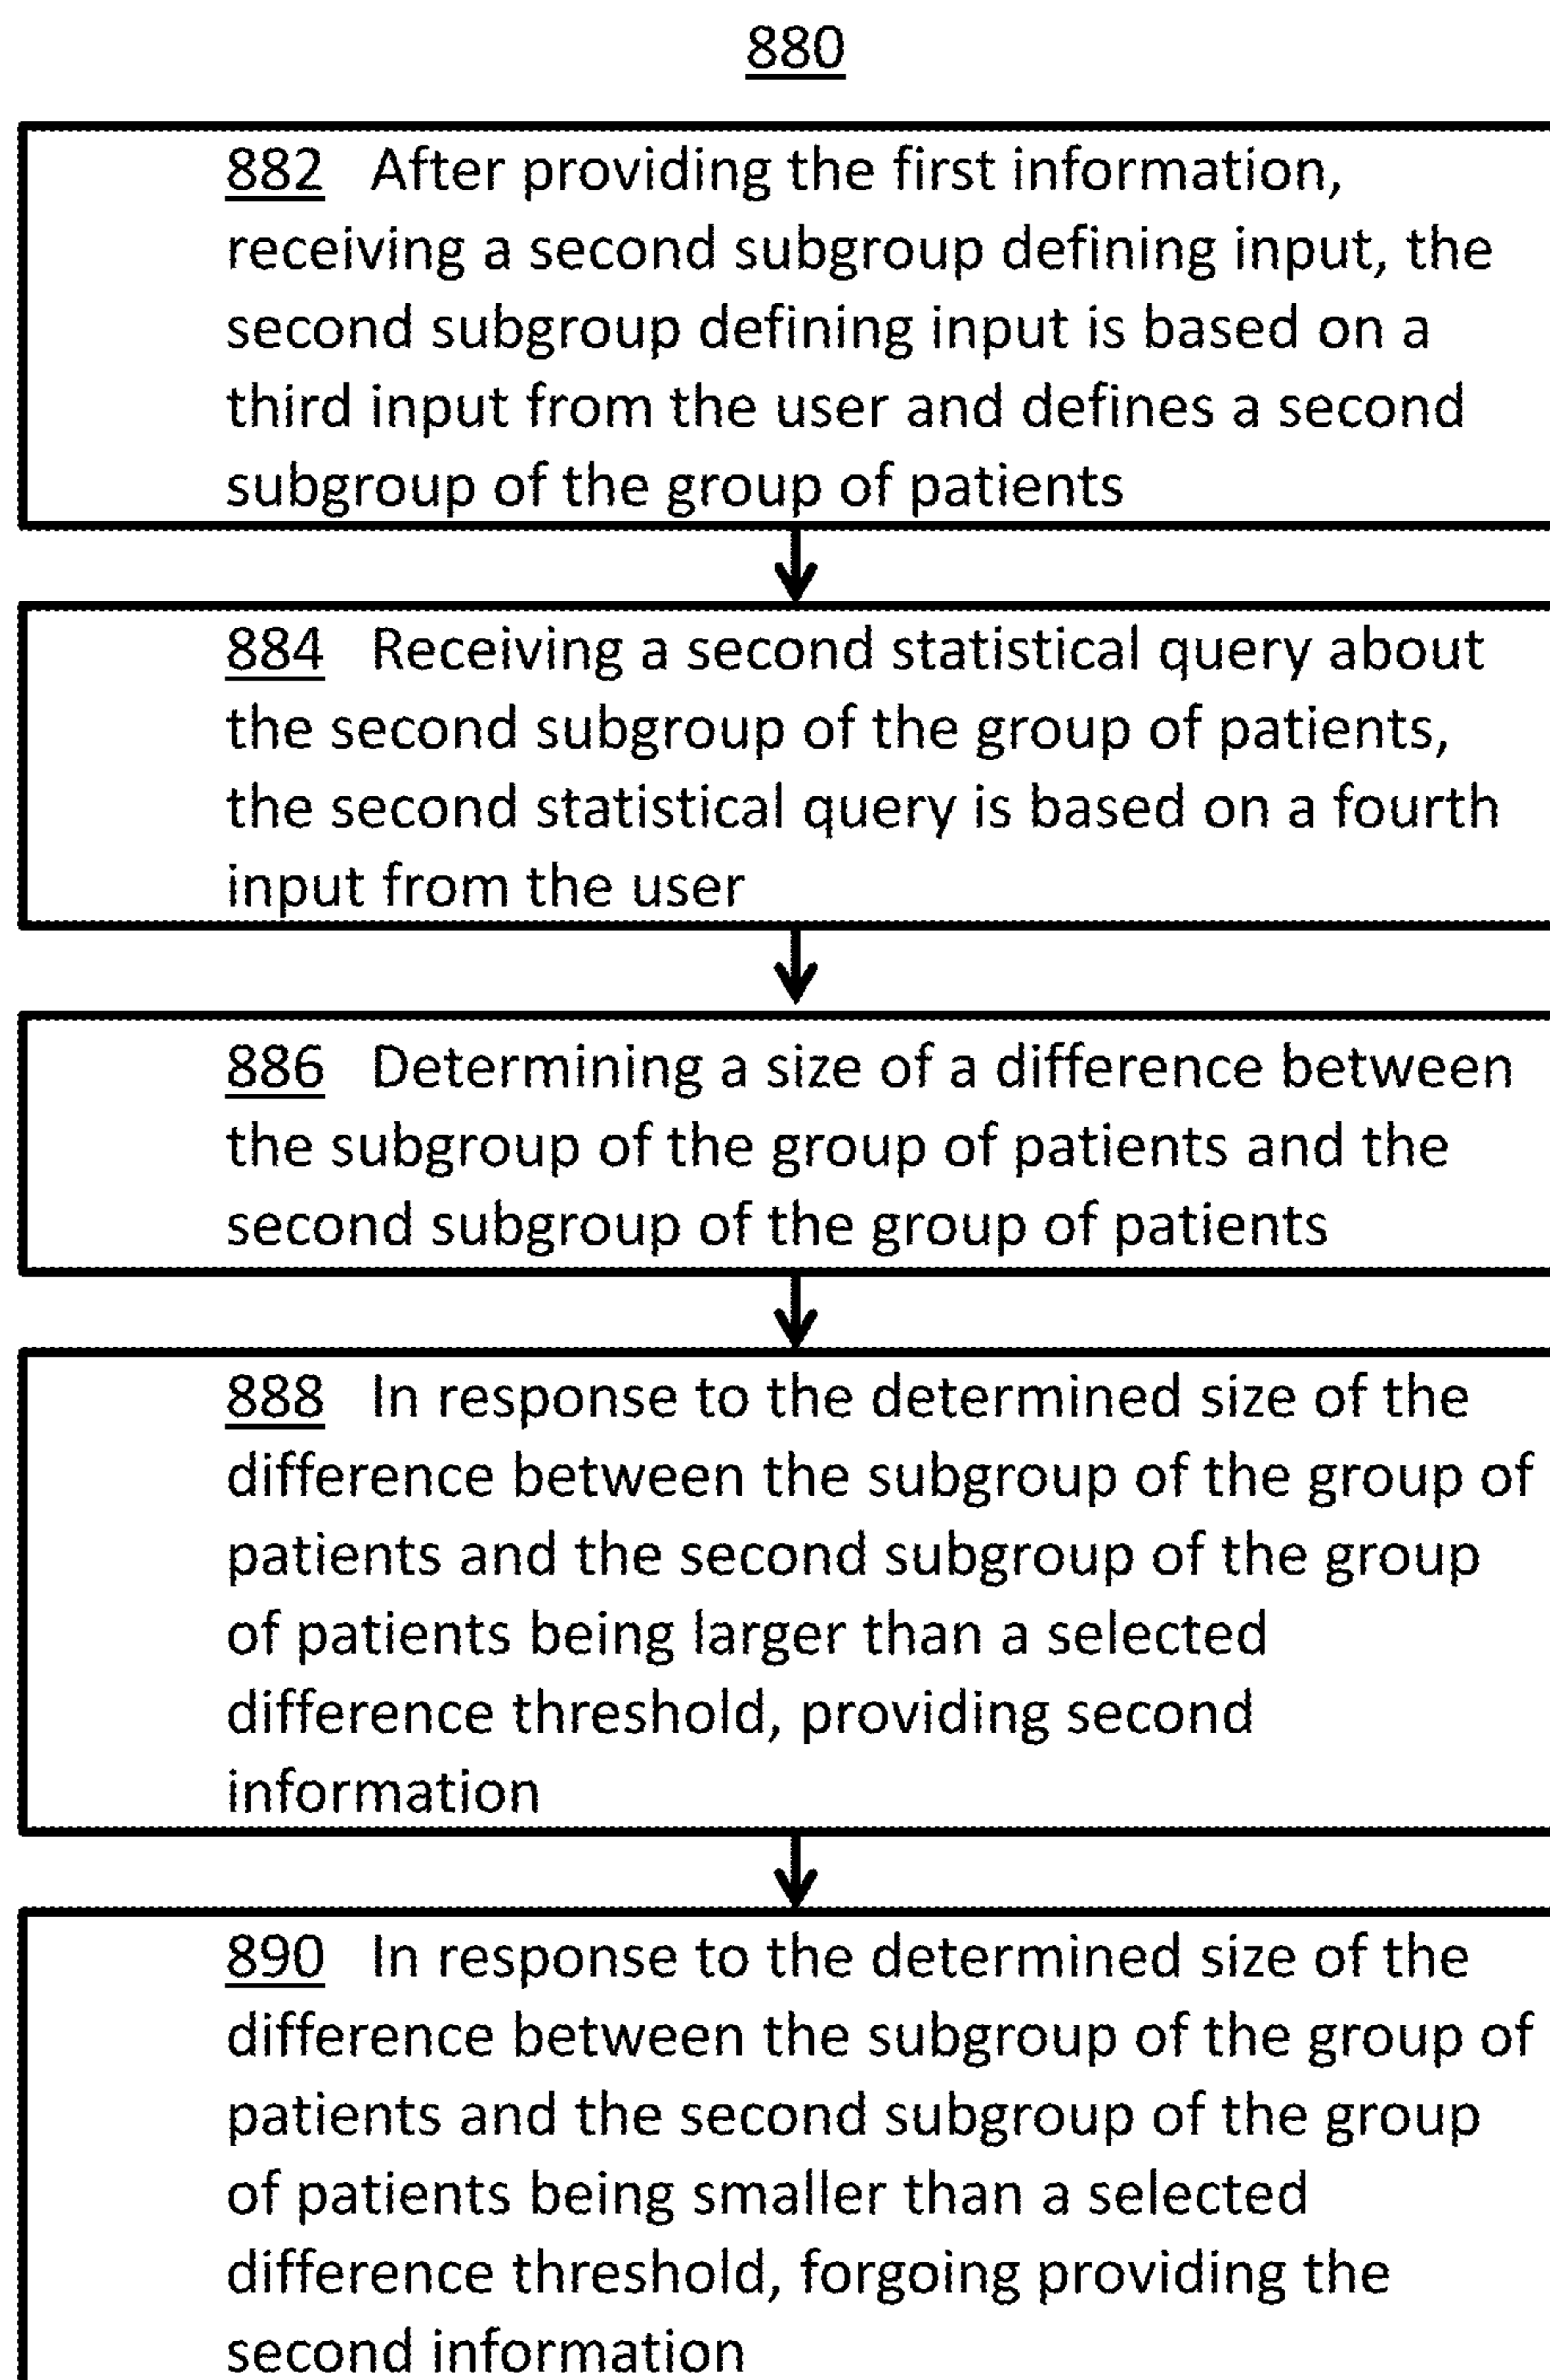 880
882 After providing the first information,
receiving a second subgroup defining input, the
second subgroup defining input is based on a
third input from the user and defines a second
subgroup of the group of patients
884 Receiving a second statistical query about
the second subgroup of the group of patients,
the second statistical query is based on a fourth
input from the user
886 Determining a size of a difference between
the subgroup of the group of patients and the
second subgroup of the group of patients
888 In response to the determined size of the
difference between the subgroup of the group of
patients and the second subgroup of the group
of patients being larger than a selected
difference threshold, providing second
information
890 In response to the determined size of the
difference between the subgroup of the group of
patients and the second subgroup of the group
of patients being smaller than a selected
difference threshold, forgoing providing the
second information